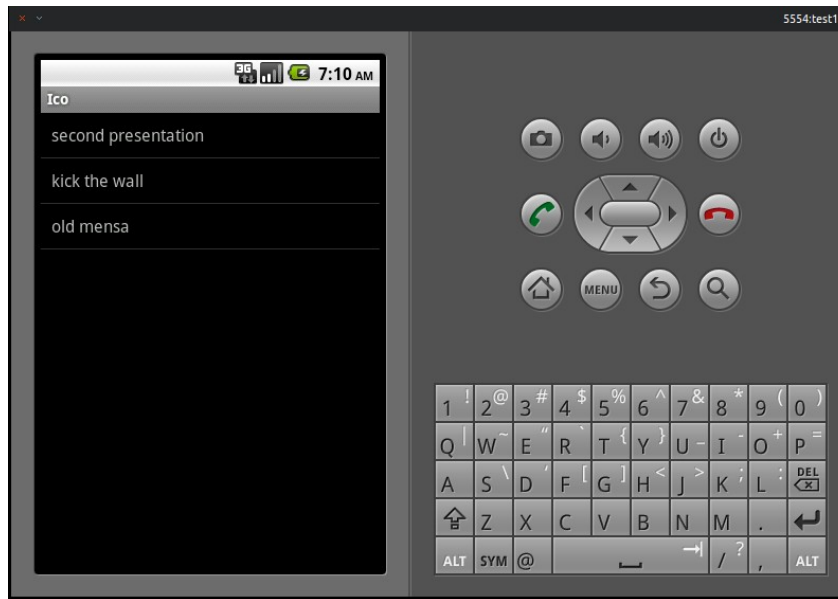 5554:test1
7:10 AM
Ico
second presentation
kick the wall
old mensa
MENU
1 ! 2 @ 3 # 4 $ 5 % 6 ^ 7 & 8 * 9 ( 0 )
Q | W ~ E " R ` T { Y } U _ I - O + P =
A S \ D ' F [ G ] H < J > K ; L : DEL
Z X C V B N M .
ALT SYM @ / ? , ALT